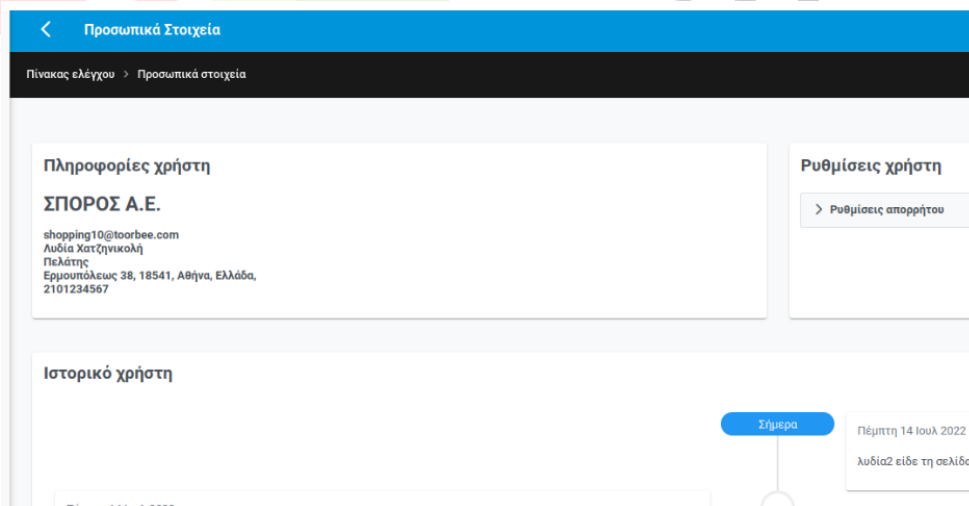 Προσωπικά Στοιχεία
Πίνακας ελέγχου > Προσωπικά στοιχεία
Πληροφορίες χρήστη
ΣΠΟΡΟΣ Α.Ε.
shopping10@toorbee.com
Λυδία Χατζηνικολή
Πελάτης
Ερμουπόλεως 38, 18541, Αθήνα, Ελλάδα,
2101234567
Ρυθμίσεις χρήστη
> Ρυθμίσεις απορρήτου
Ιστορικό χρήστη
Σήμερα
Πέμπτη 14 Ιουλ 2022
λυδία2 είδε τη